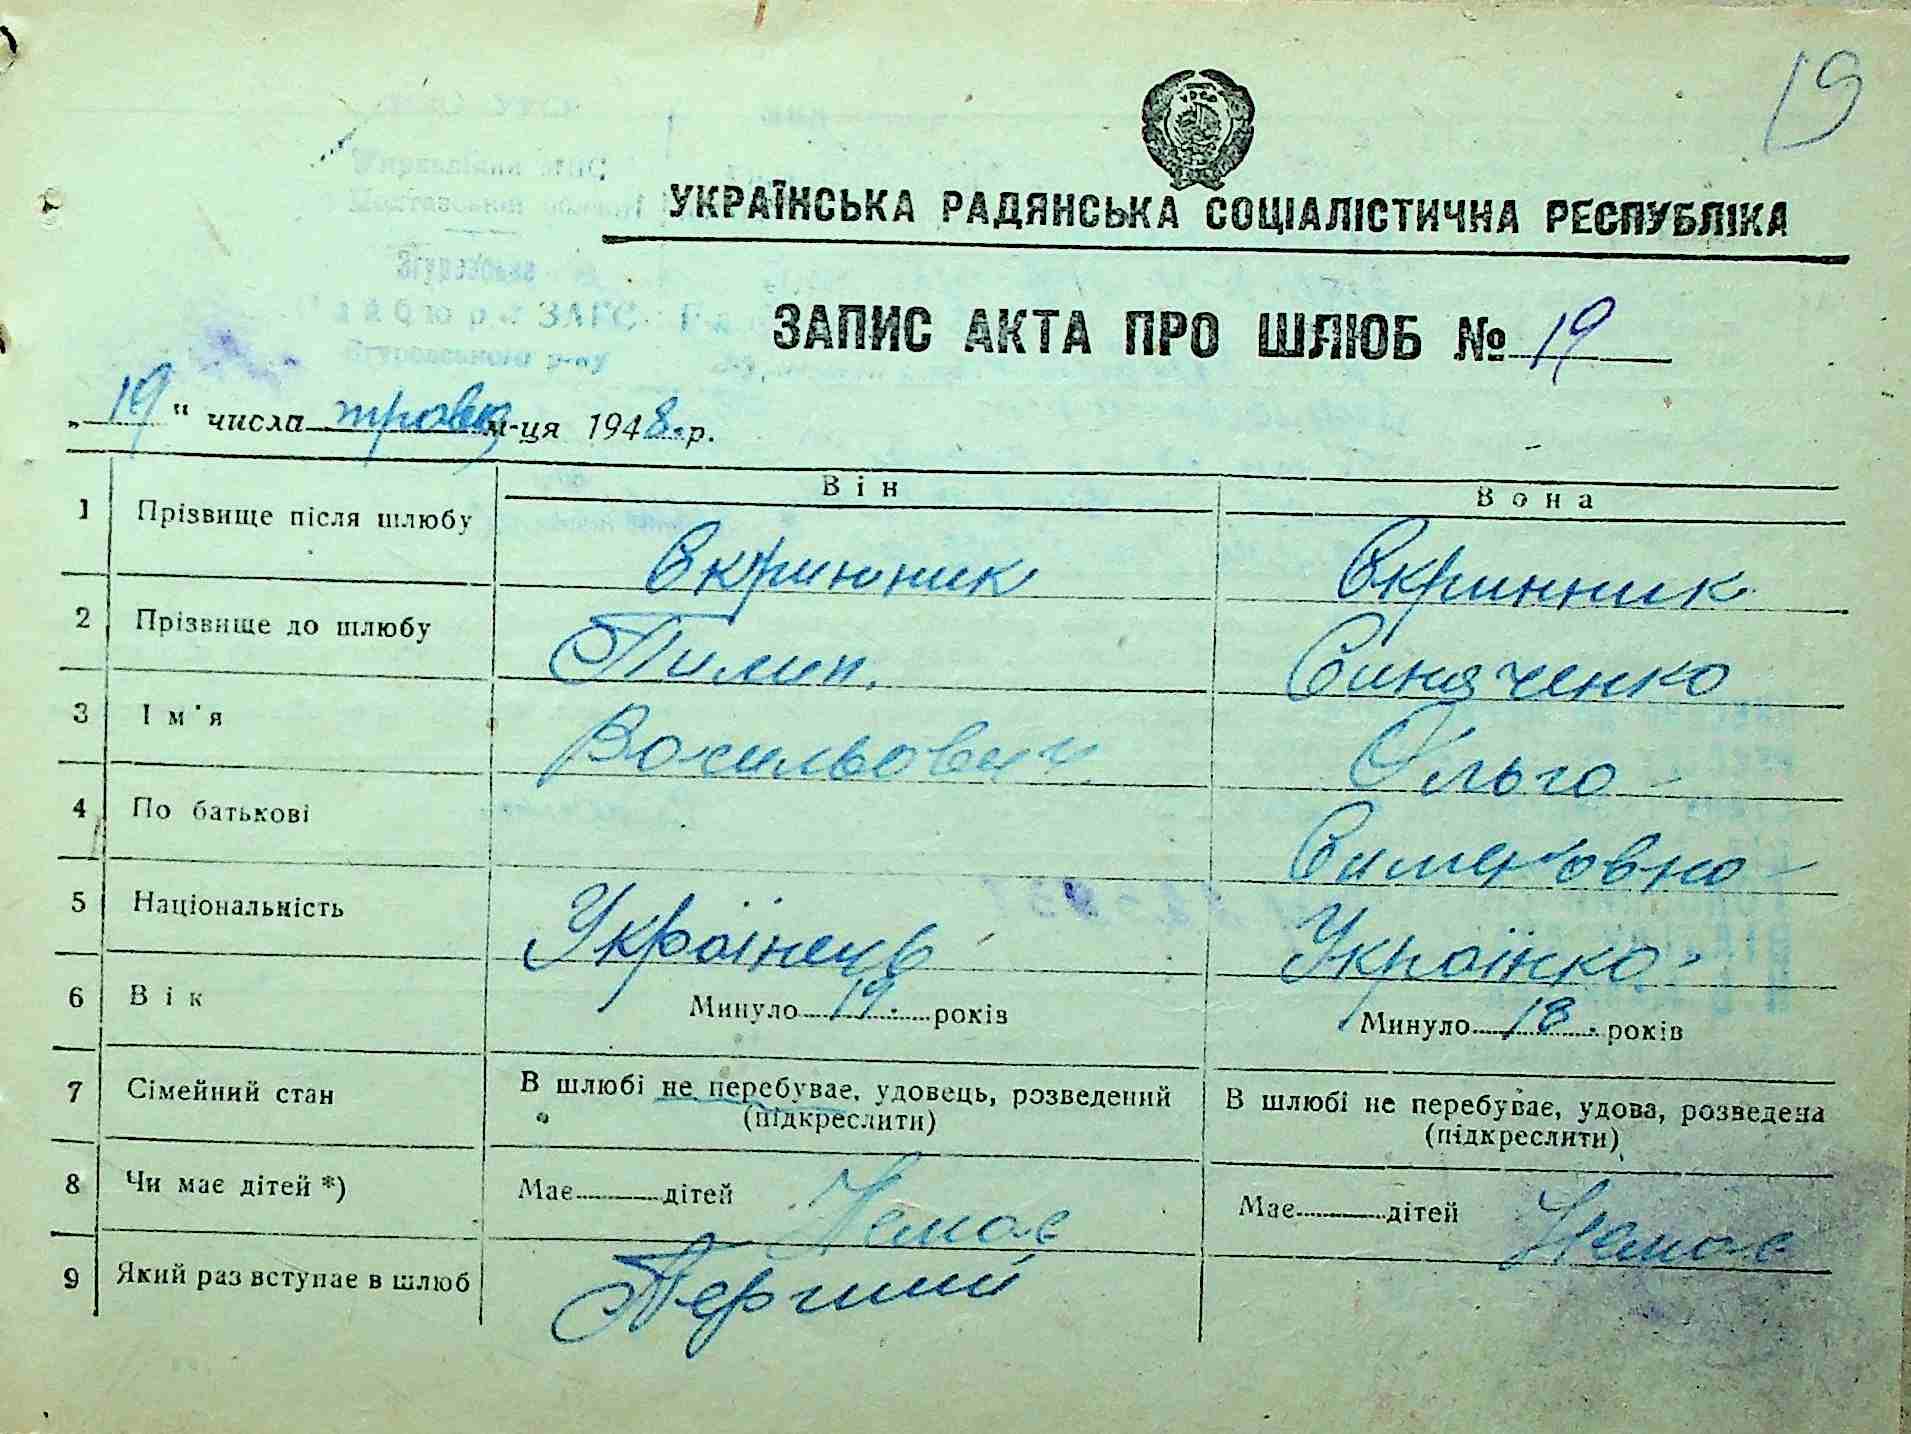 19
УРСР
УКРАЇНСЬКА РАДЯНСЬКА СОЦІАЛІСТИЧНА РЕСПУБЛІКА
ЗАПИС АКТА ПРО ШЛЮБ № 19
„19" числа травня м-ця 1948 р.
Він Вона
1 Прізвище після шлюбу Скринник Скринник
2 Прізвище до шлюбу Пилип. Синяченко
3 Ім'я Васильович Ольга
4 По батькові Семеновна
5 Національність Українець Українка
6 Вік Минуло 19. років Минуло 18. років
7 Сімейний стан В шлюбі не перебуває, удовець, розведений В шлюбі не перебуває, удова, розведена
(підкреслити) (підкреслити)
8 Чи має дітей *) Має дітей Немає Має дітей Немає
9 Який раз вступає в шлюб Перший